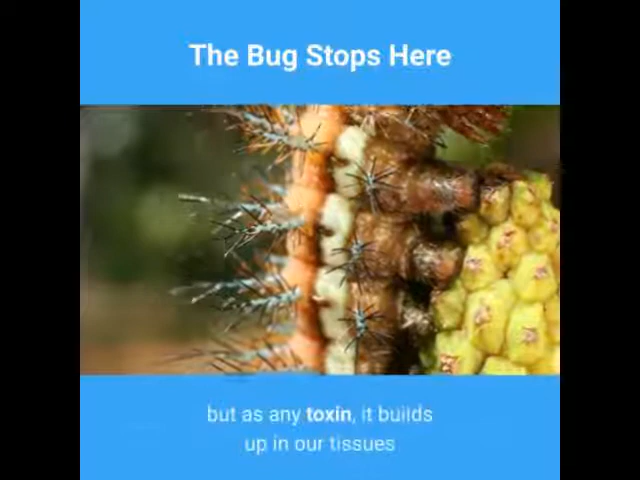 The Bug Stops Here
but as any toxin, it builds
up in our tissues